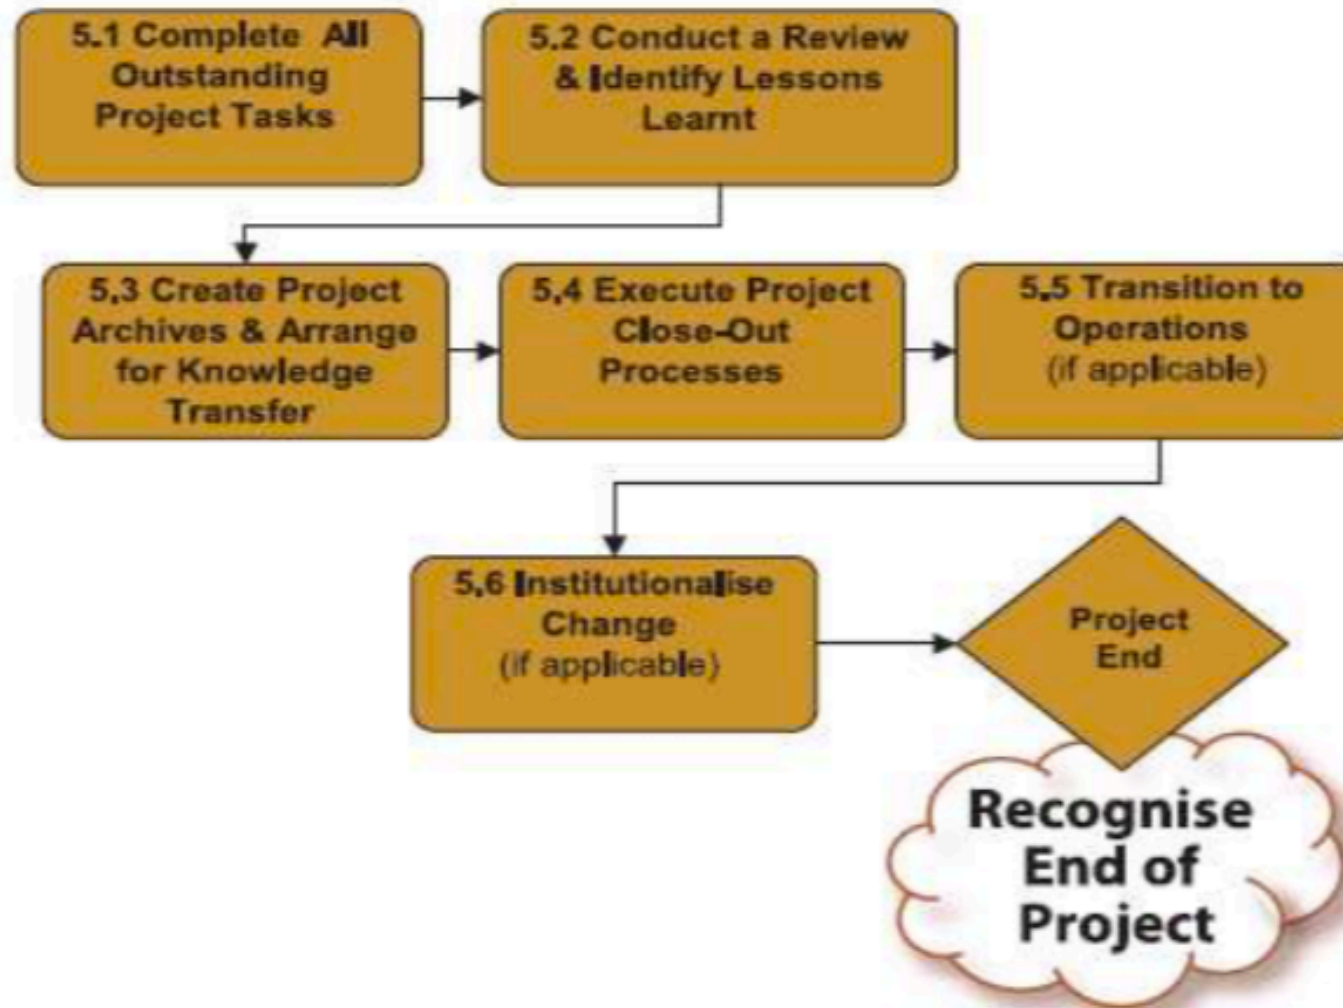 5.1 Complete All
Outstanding
Project Tasks
5.2 Conduct a Review
& Identify Lessons
Learnt
5.3 Create Project
Archives & Arrange
for Knowledge
Transfer
5.4 Execute Project
Close-Out
Processes
5.5 Transition to
Operations
(if applicable)
5.6 Institutionalise
Change
(if applicable)
Project
End
Recognise
End of
Project